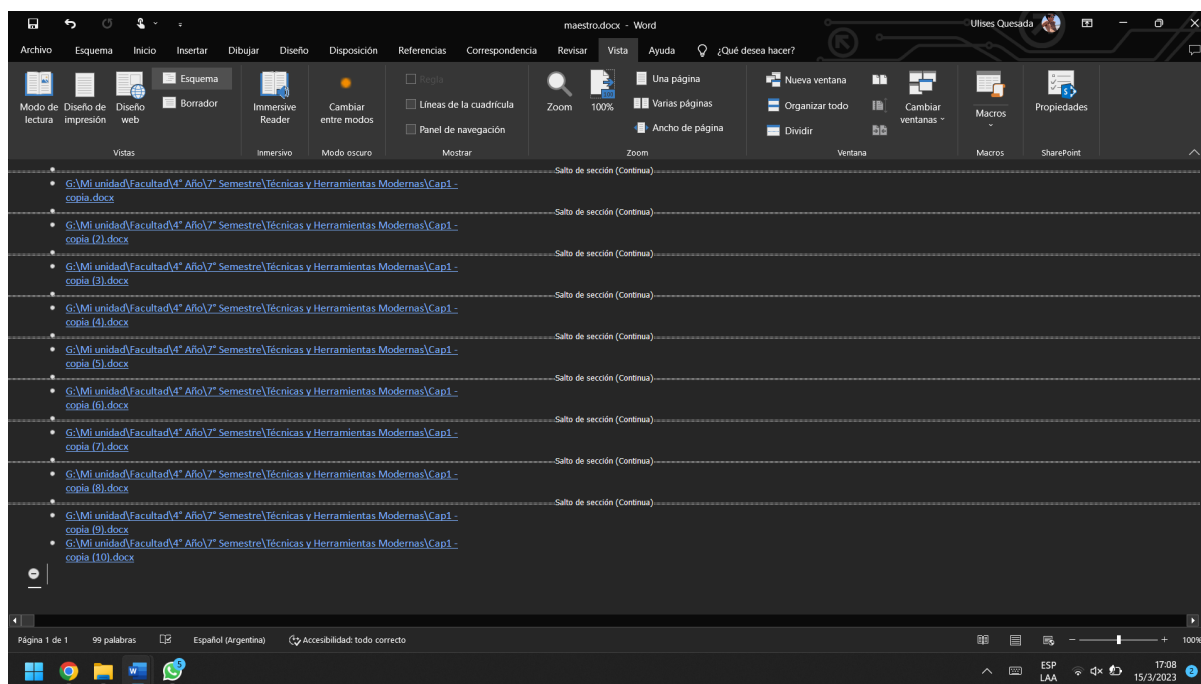 maestro.docx - Word
Ulises Quesada
Archivo Esquema Inicio Insertar Dibujar Diseño Disposición Referencias Correspondencia Revisar Vista Ayuda ¿Qué desea hacer?
Modo de lectura
Diseño de impresión
Diseño web
Esquema
Borrador
Vistas
Immersive Reader
Inmersivo
Cambiar entre modos
Modo oscuro
Regla
Líneas de la cuadrícula
Panel de navegación
Mostrar
Zoom
100
100%
Una página
Varias páginas
Ancho de página
Zoom
Nueva ventana
Organizar todo
Dividir
Cambiar ventanas
Ventana
Macros
Macros
Propiedades
SharePoint
Salto de sección (Continua)
G:\Mi unidad\Facultad\4° Año\7° Semestre\Técnicas y Herramientas Modernas\Cap1 -
copia.docx
Salto de sección (Continua)
G:\Mi unidad\Facultad\4° Año\7° Semestre\Técnicas y Herramientas Modernas\Cap1 -
copia (2).docx
Salto de sección (Continua)
G:\Mi unidad\Facultad\4° Año\7° Semestre\Técnicas y Herramientas Modernas\Cap1 -
copia (3).docx
Salto de sección (Continua)
G:\Mi unidad\Facultad\4° Año\7° Semestre\Técnicas y Herramientas Modernas\Cap1 -
copia (4).docx
Salto de sección (Continua)
G:\Mi unidad\Facultad\4° Año\7° Semestre\Técnicas y Herramientas Modernas\Cap1 -
copia (5).docx
Salto de sección (Continua)
G:\Mi unidad\Facultad\4° Año\7° Semestre\Técnicas y Herramientas Modernas\Cap1 -
copia (6).docx
Salto de sección (Continua)
G:\Mi unidad\Facultad\4° Año\7° Semestre\Técnicas y Herramientas Modernas\Cap1 -
copia (7).docx
Salto de sección (Continua)
G:\Mi unidad\Facultad\4° Año\7° Semestre\Técnicas y Herramientas Modernas\Cap1 -
copia (8).docx
Salto de sección (Continua)
G:\Mi unidad\Facultad\4° Año\7° Semestre\Técnicas y Herramientas Modernas\Cap1 -
copia (9).docx
G:\Mi unidad\Facultad\4° Año\7° Semestre\Técnicas y Herramientas Modernas\Cap1 -
copia (10).docx
Página 1 de 1 99 palabras Español (Argentina) Accesibilidad: todo correcto 100%
5
ESP
LAA
17:08
15/3/2023
2